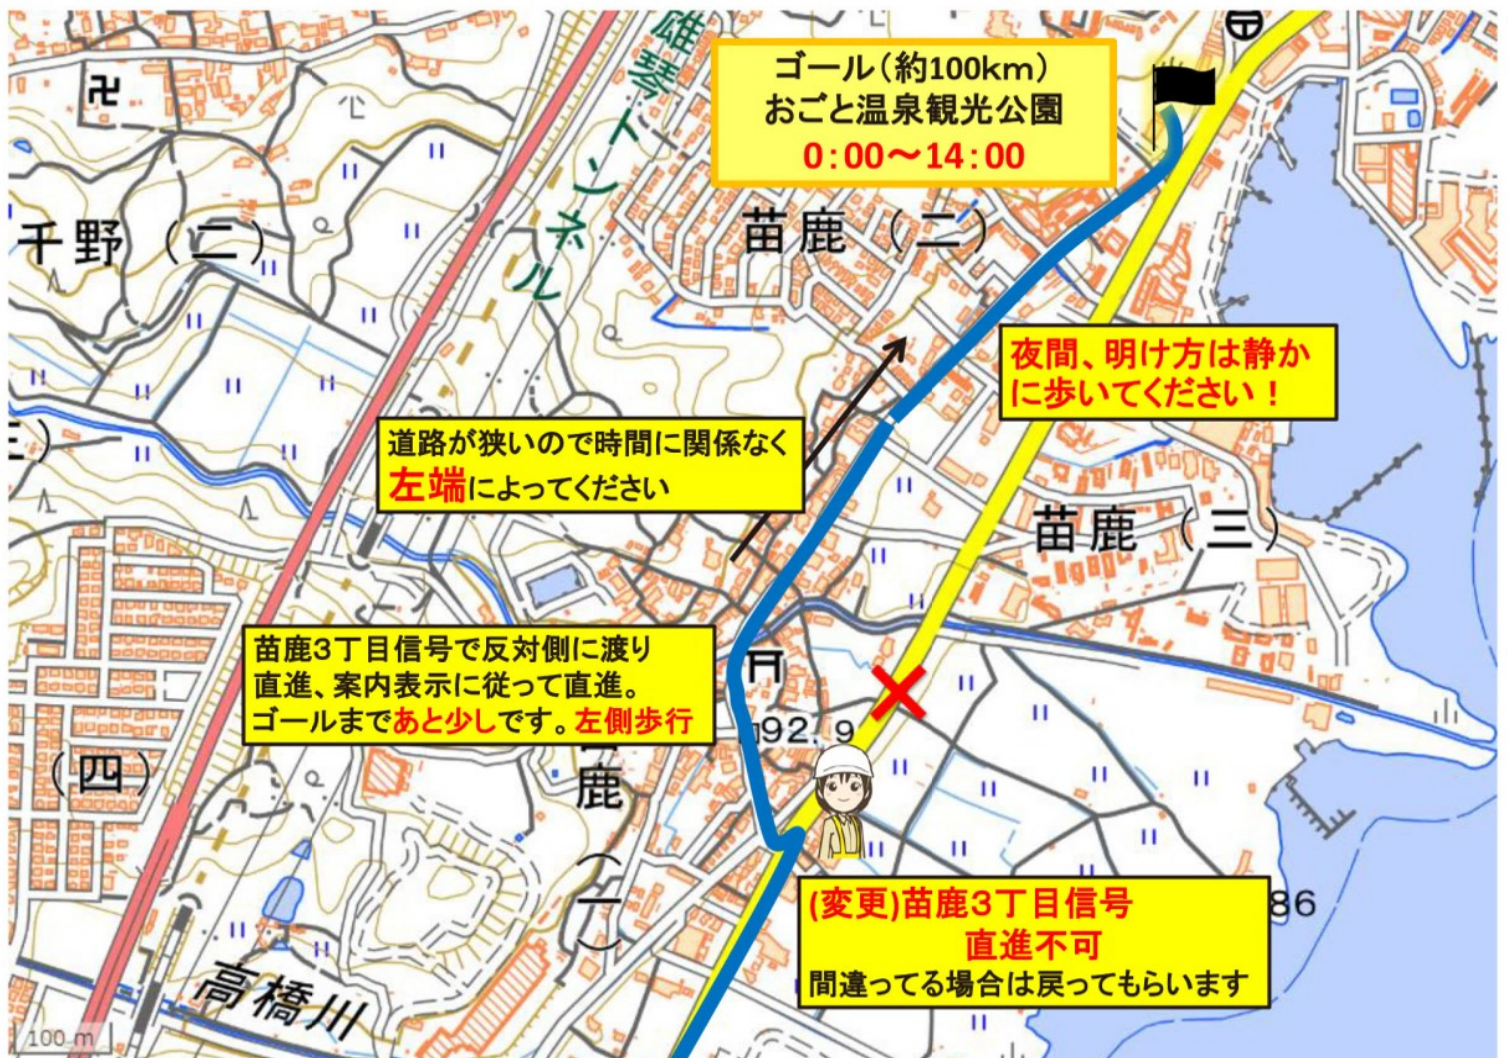 雄琴トンネル
ゴール(約100km)
おごと温泉観光公園
0:00～14:00
千野(二)
苗鹿(二)
夜間、明け方は静か
に歩いてください！
道路が狭いので時間に関係なく
左端によってください
苗鹿(三)
苗鹿3丁目信号で反対側に渡り
直進、案内表示に従って直進。
ゴールまであと少しです。左側歩行
92.9
(四)
鹿(一)
(変更)苗鹿3丁目信号
直進不可
間違ってる場合は戻ってもらいます
86
高橋川
100 m